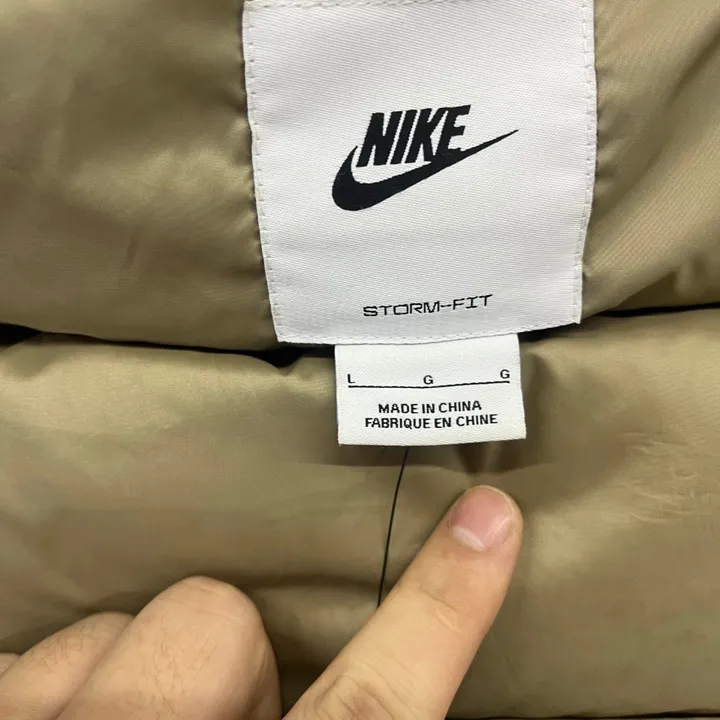 NIKE
STORM-FIT
L G G
MADE IN CHINA
FABRIQUE EN CHINE